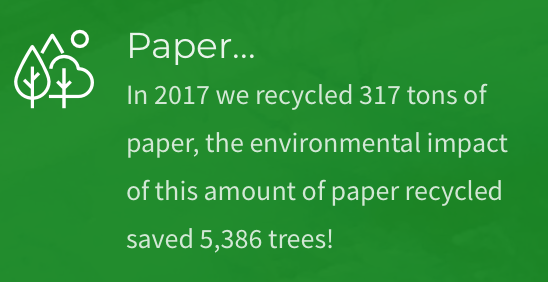 Paper...
In 2017 we recycled 317 tons of
paper, the environmental impact
of this amount of paper recycled
saved 5,386 trees!